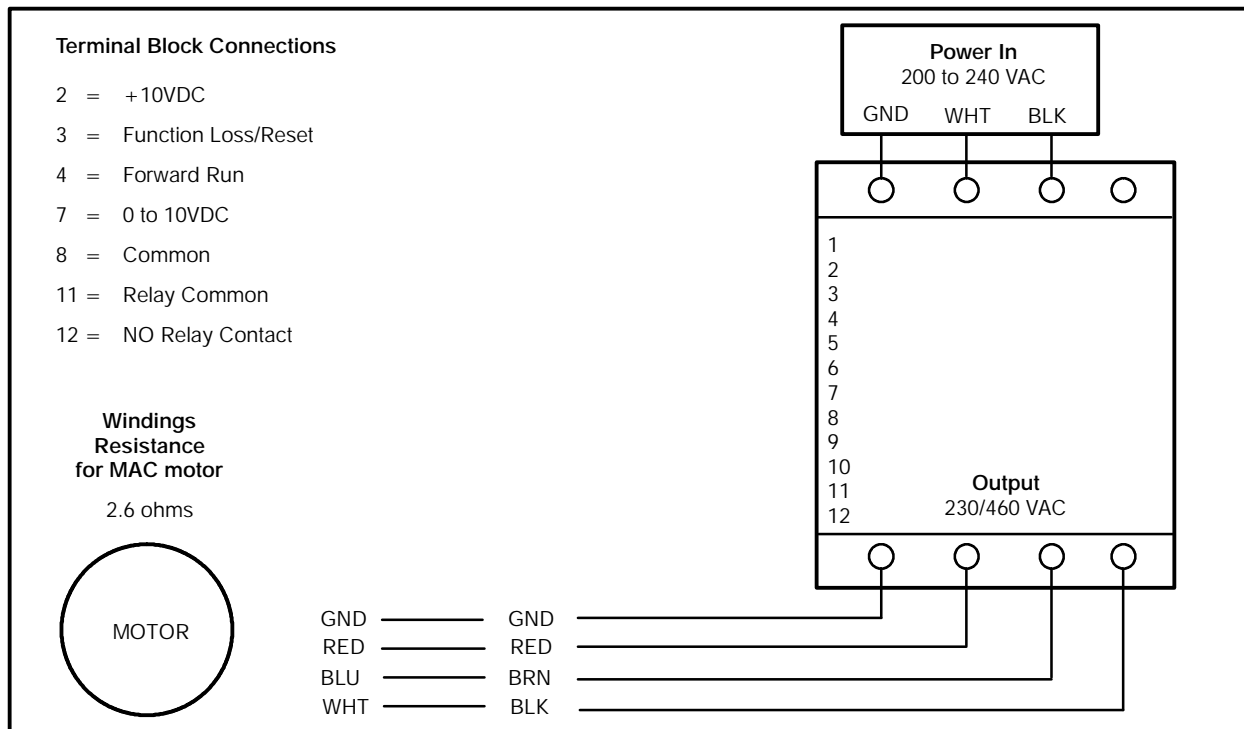 Terminal Block Connections
2 = +10VDC
3 = Function Loss/Reset
4 = Forward Run
7 = 0 to 10VDC
8 = Common
11 = Relay Common
12 = NO Relay Contact
Windings
Resistance
for MAC motor
2.6 ohms
MOTOR
Power In
200 to 240 VAC
GND WHT BLK
1
2
3
4
5
6
7
8
9
10
11
12
Output
230/460 VAC
GND GND
RED RED
BLU BRN
WHT BLK